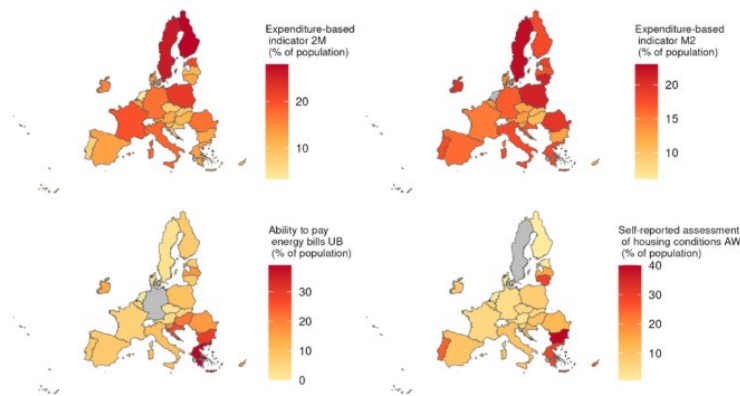 Expenditure-based
indicator 2M
(% of population)
20
10
Expenditure-based
indicator M2
(% of population)
20
15
10
Ability to pay
energy bills UB
(% of population)
30
20
10
0
Self-reported assessment
of housing conditions AW
(% of population)
40
30
20
10